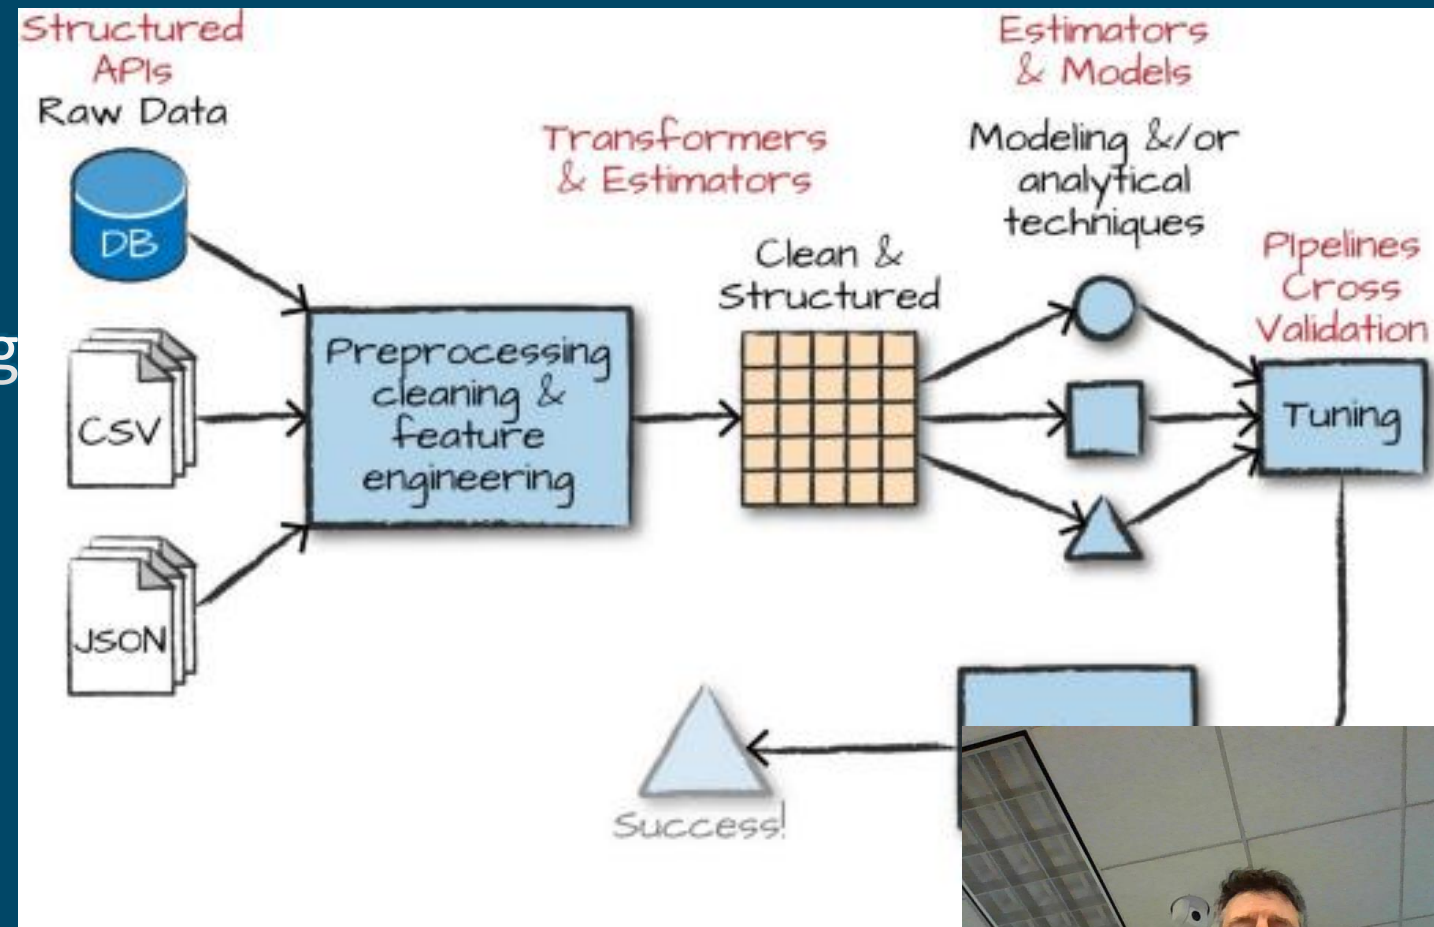 Structured
APIs
Raw Data
DB
CSV
JSON
Transformers
& Estimators
Preprocessing
cleaning &
feature
engineering
Clean &
Structured
Estimators
& Models
Modeling &/or
analytical
techniques
Pipelines
Cross
Validation
Tuning
Success!
g